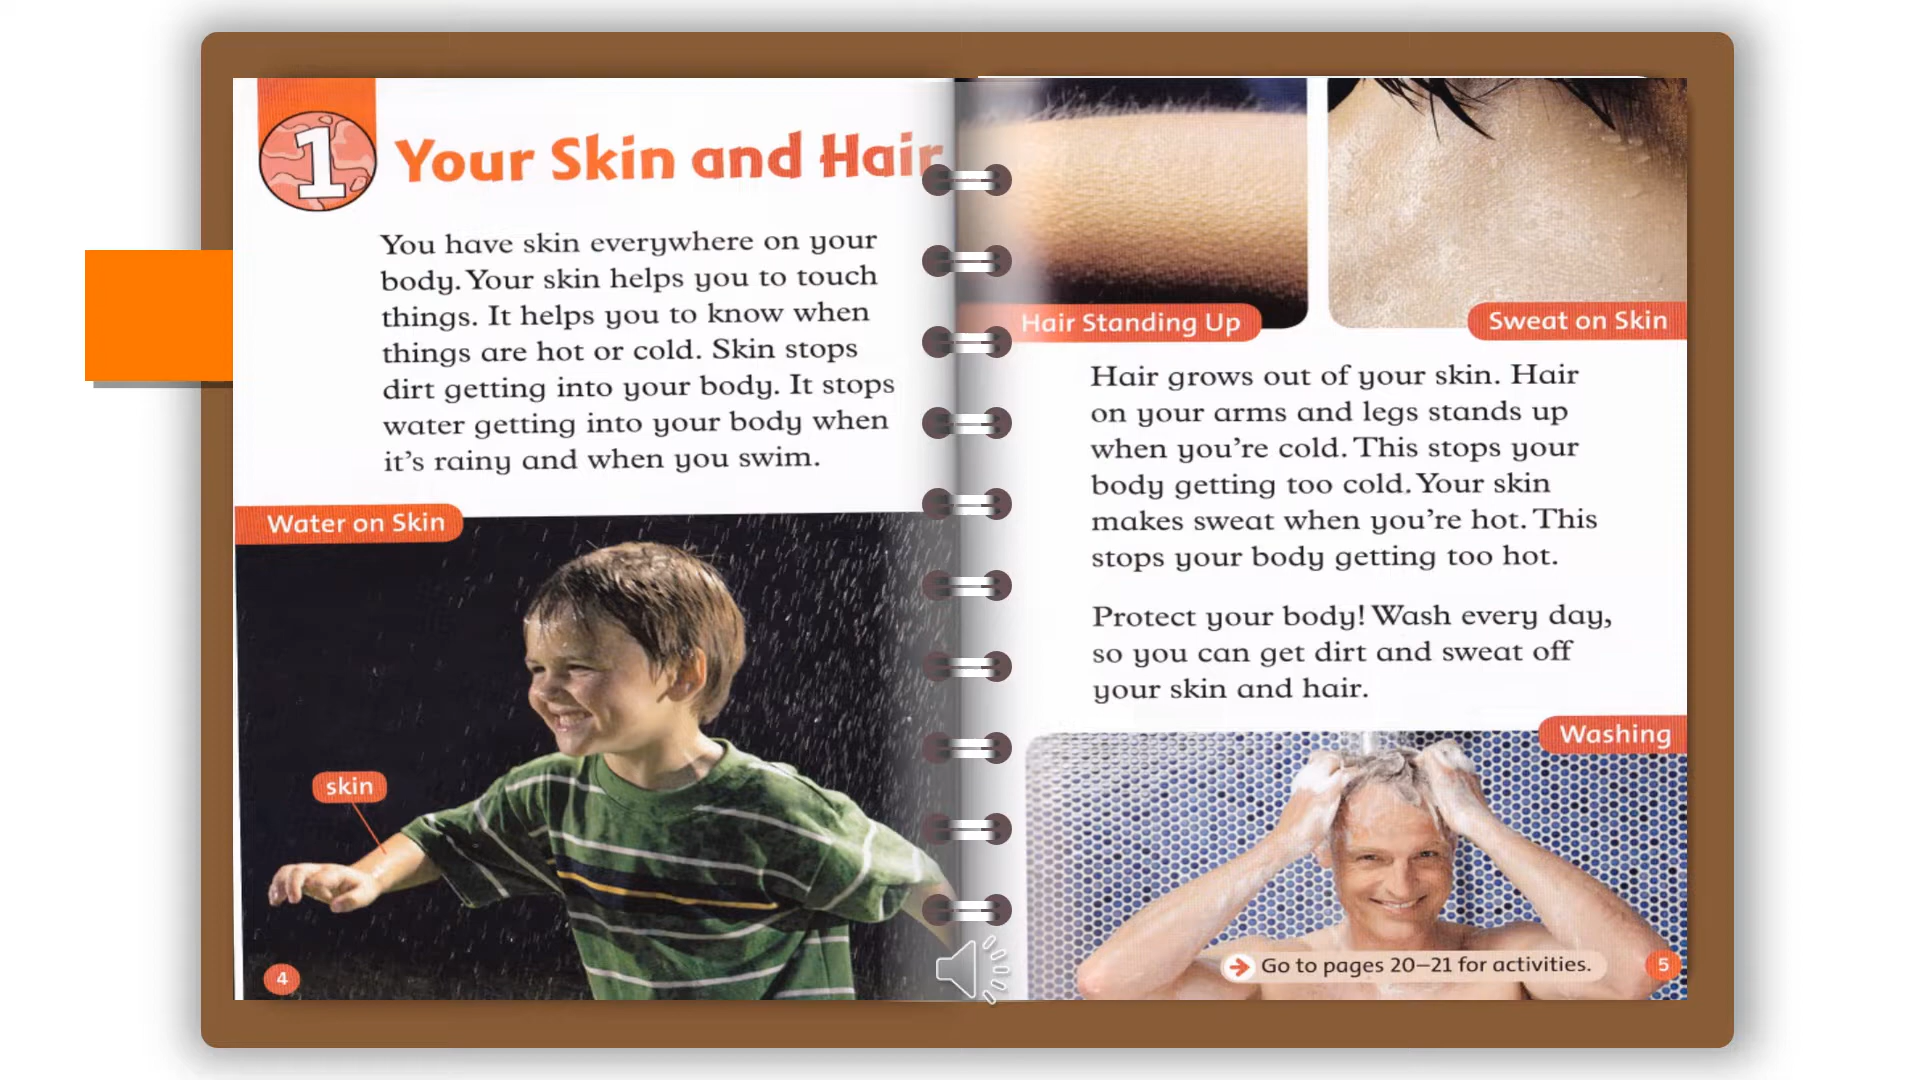 1
Your Skin and Hair
You have skin everywhere on your
body. Your skin helps you to touch
things. It helps you to know when
things are hot or cold. Skin stops
dirt getting into your body. It stops
water getting into your body when
it's rainy and when you swim.
Water on Skin
skin
4
Hair Standing Up
Sweat on Skin
Hair grows out of your skin. Hair
on your arms and legs stands up
when you're cold. This stops your
body getting too cold. Your skin
makes sweat when you're hot. This
stops your body getting too hot.
Protect your body! Wash every day,
so you can get dirt and sweat off
your skin and hair.
Washing
Go to pages 20–21 for activities.
5